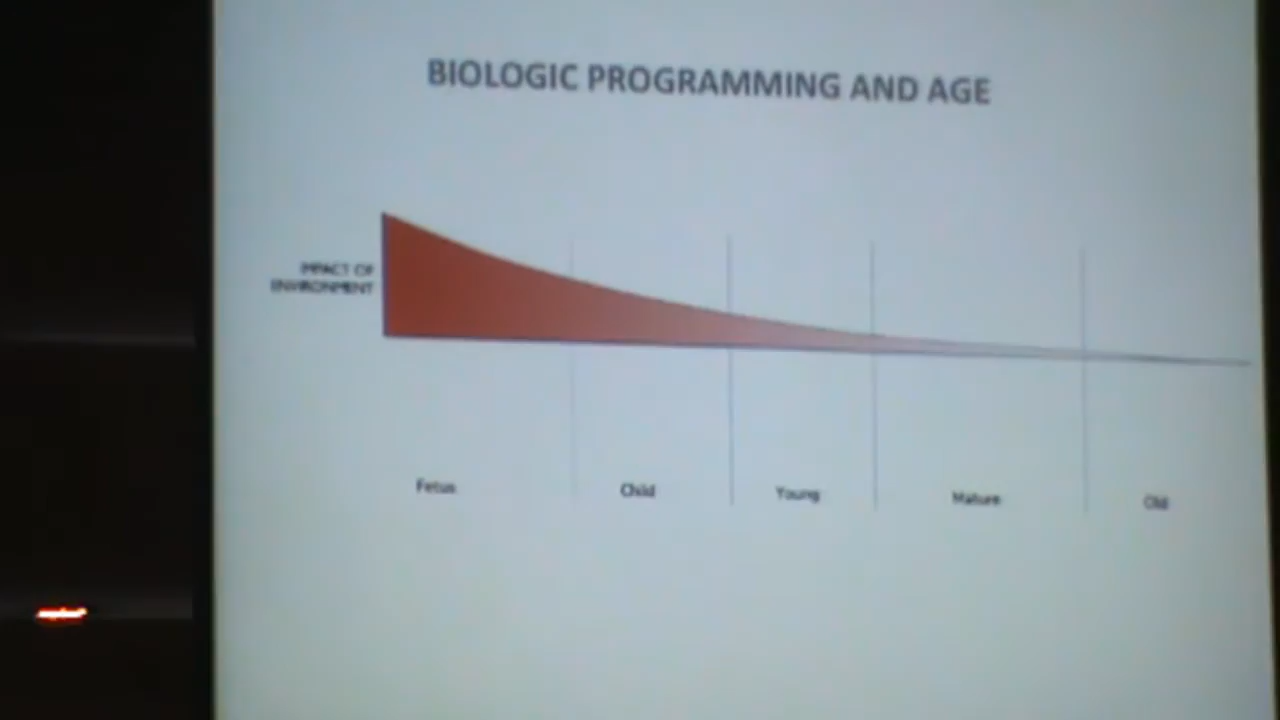 BIOLOGIC PROGRAMMING AND AGE
IMPACT OF
ENVIRONMENT
Fetus
Child
Young
Mature
Old